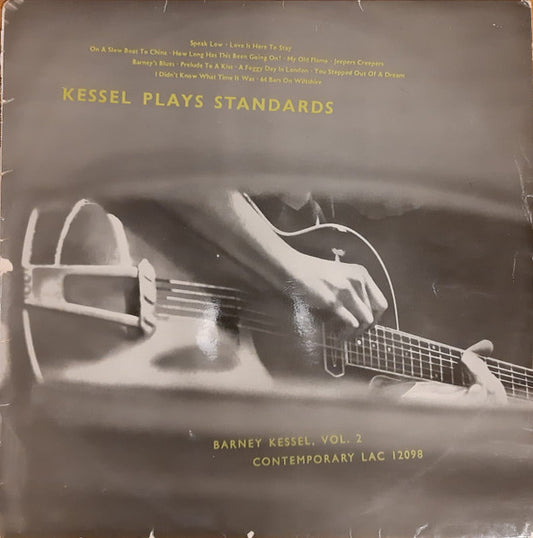 Speak Low · Love Is Here To Stay
On A Slow Boat To China · How Long Has This Been Going On? · My Old Flame · Jeepers Creepers
Barney's Blues · Prelude To A Kiss · A Foggy Day In London · You Stepped Out Of A Dream
I Didn't Know What Time It Was · 64 Bars On Wilshire
KESSEL PLAYS STANDARDS
BARNEY KESSEL, VOL. 2
CONTEMPORARY LAC 12098